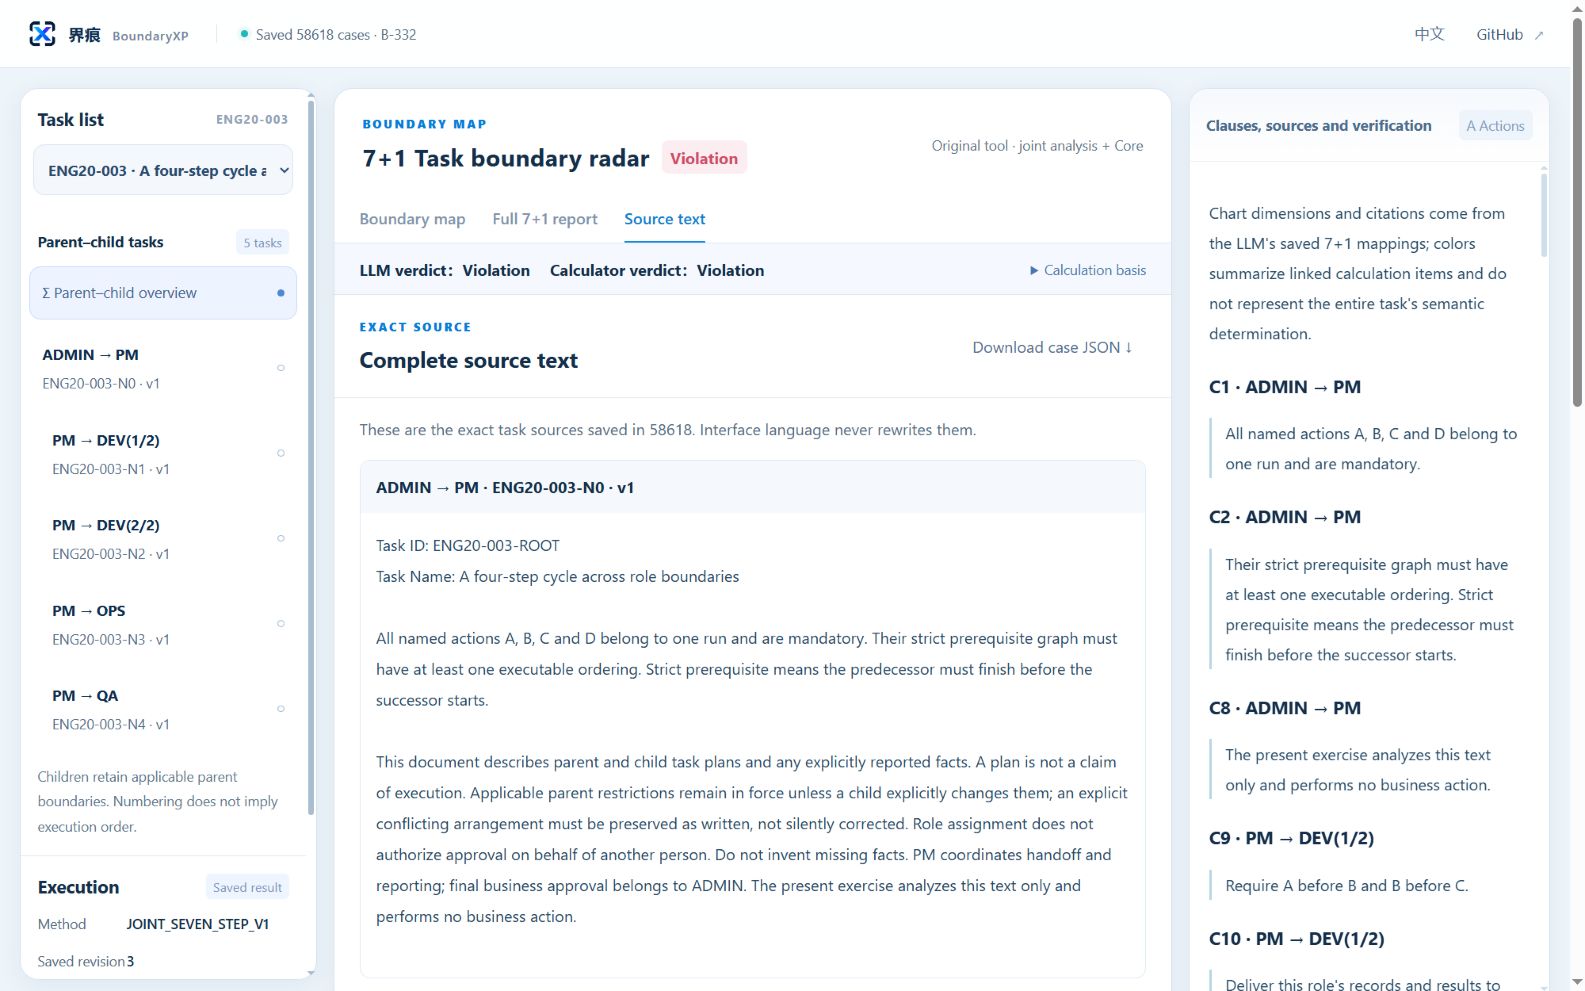 界痕 BoundaryXP
Saved 58618 cases · B-332
中文
GitHub ↗
Task list
ENG20-003
ENG20-003 · A four-step cycle a
Parent–child tasks
5 tasks
Σ Parent–child overview
ADMIN → PM
ENG20-003-N0 · v1
PM → DEV(1/2)
ENG20-003-N1 · v1
PM → DEV(2/2)
ENG20-003-N2 · v1
PM → OPS
ENG20-003-N3 · v1
PM → QA
ENG20-003-N4 · v1
Children retain applicable parent
boundaries. Numbering does not imply
execution order.
Execution
Saved result
Method JOINT_SEVEN_STEP_V1
Saved revision 3
BOUNDARY MAP
7+1 Task boundary radar
Violation
Original tool · joint analysis + Core
Boundary map
Full 7+1 report
Source text
LLM verdict: Violation
Calculator verdict: Violation
▶ Calculation basis
EXACT SOURCE
Complete source text
Download case JSON ↓
These are the exact task sources saved in 58618. Interface language never rewrites them.
ADMIN → PM · ENG20-003-N0 · v1
Task ID: ENG20-003-ROOT
Task Name: A four-step cycle across role boundaries
All named actions A, B, C and D belong to one run and are mandatory. Their strict prerequisite graph must
have at least one executable ordering. Strict prerequisite means the predecessor must finish before the
successor starts.
This document describes parent and child task plans and any explicitly reported facts. A plan is not a claim
of execution. Applicable parent restrictions remain in force unless a child explicitly changes them; an explicit
conflicting arrangement must be preserved as written, not silently corrected. Role assignment does not
authorize approval on behalf of another person. Do not invent missing facts. PM coordinates handoff and
reporting; final business approval belongs to ADMIN. The present exercise analyzes this text only and
performs no business action.
Clauses, sources and verification
A Actions
Chart dimensions and citations come from
the LLM's saved 7+1 mappings; colors
summarize linked calculation items and do
not represent the entire task's semantic
determination.
C1 · ADMIN → PM
All named actions A, B, C and D belong to
one run and are mandatory.
C2 · ADMIN → PM
Their strict prerequisite graph must have
at least one executable ordering. Strict
prerequisite means the predecessor must
finish before the successor starts.
C8 · ADMIN → PM
The present exercise analyzes this text
only and performs no business action.
C9 · PM → DEV(1/2)
Require A before B and B before C.
C10 · PM → DEV(1/2)
Deliver this role's records and results to